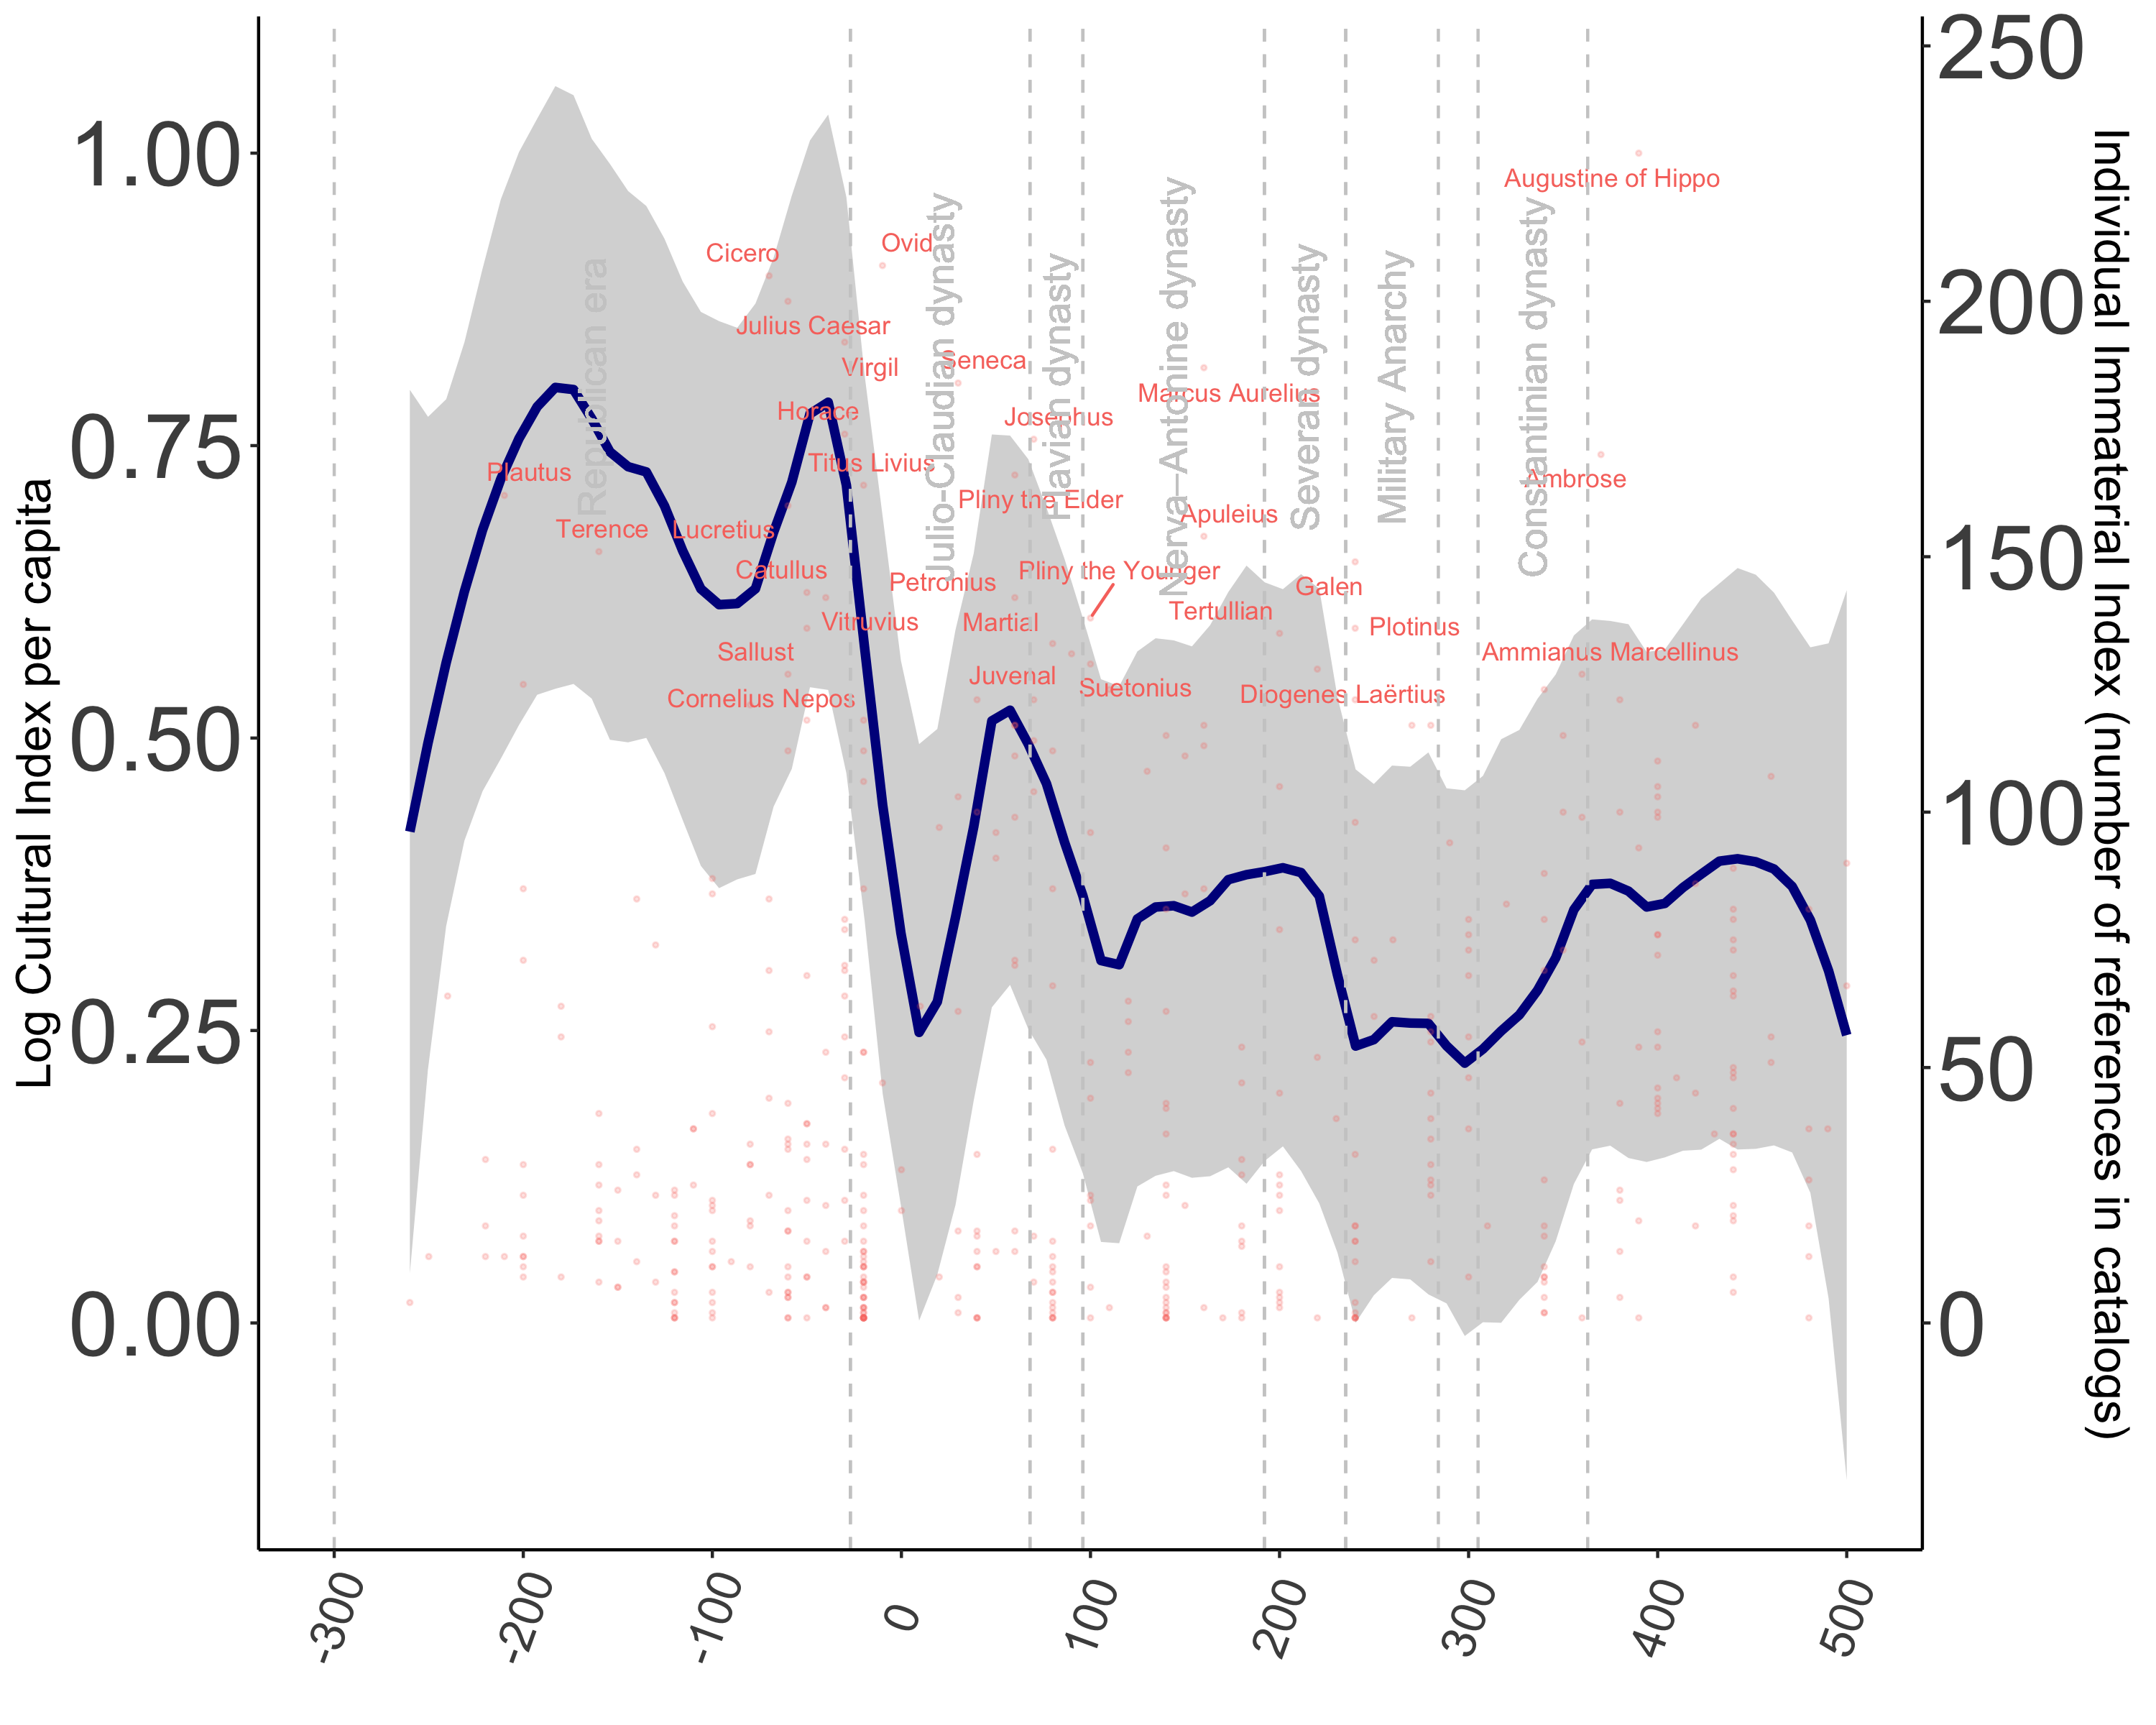 Log Cultural Index per capita
1.00
0.75
0.50
0.25
0.00
Individual Immaterial Index (number of references in catalogs)
250
200
150
100
50
0
-300
-200
-100
0
100
200
300
400
500
Republican era
Julio-Claudian dynasty
Flavian dynasty
Nerva–Antonine dynasty
Severan dynasty
Military Anarchy
Constantinian dynasty
Augustine of Hippo
Ovid
Cicero
Julius Caesar
Virgil
Seneca
Marcus Aurelius
Horace
Josephus
Titus Livius
Plautus
Ambrose
Pliny the Elder
Apuleius
Terence
Lucretius
Catullus
Pliny the Younger
Petronius
Galen
Tertullian
Vitruvius
Martial
Plotinus
Sallust
Ammianus Marcellinus
Juvenal
Suetonius
Diogenes Laërtius
Cornelius Nepos